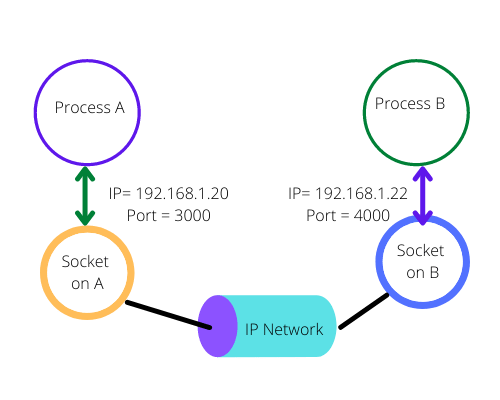 Process A
Process B
IP= 192.168.1.20
Port = 3000
IP= 192.168.1.22
Port = 4000
Socket
on A
Socket
on B
IP Network